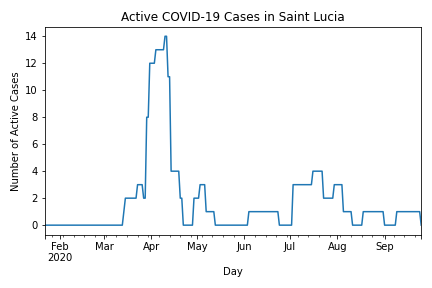 Active COVID-19 Cases in Saint Lucia
Number of Active Cases
14
12
10
8
6
4
2
0
Feb Mar Apr May Jun Jul Aug Sep
2020
Day